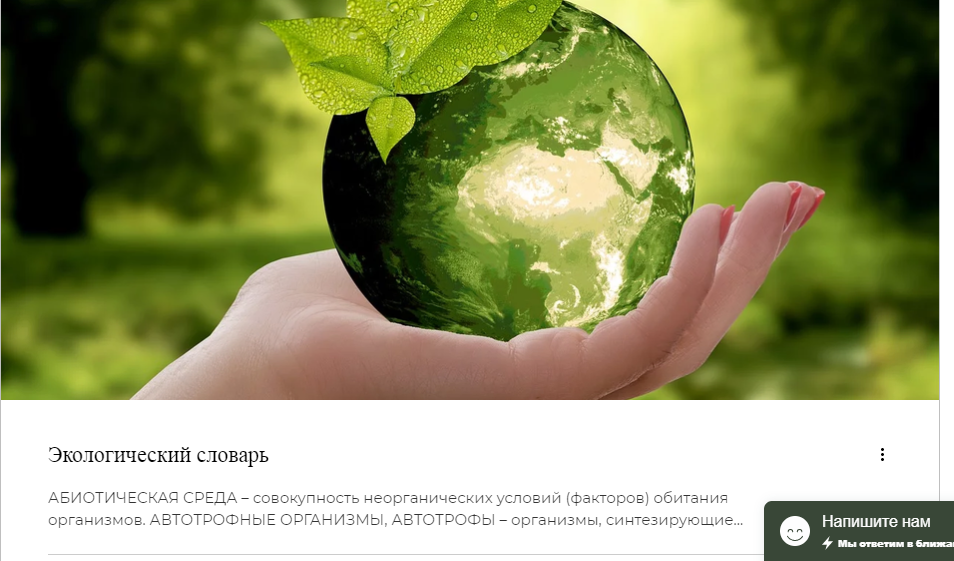 Экологический словарь
АБИОТИЧЕСКАЯ СРЕДА – совокупность неорганических условий (факторов) обитания
организмов. АВТОТРОФНЫЕ ОРГАНИЗМЫ, АВТОТРОФЫ – организмы, синтезирующие...
Напишите нам
Мы ответим в